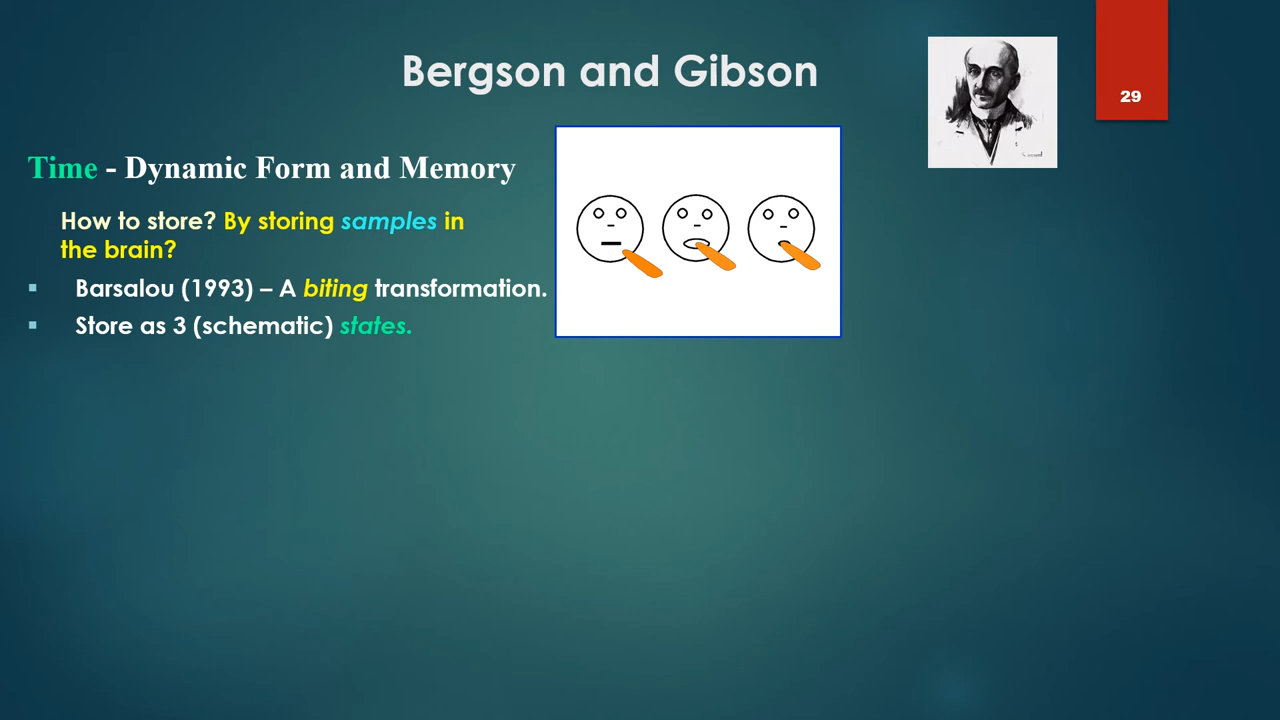 Bergson and Gibson
29
Time - Dynamic Form and Memory
How to store? By storing samples in
the brain?
▪ Barsalou (1993) – A biting transformation.
▪ Store as 3 (schematic) states.